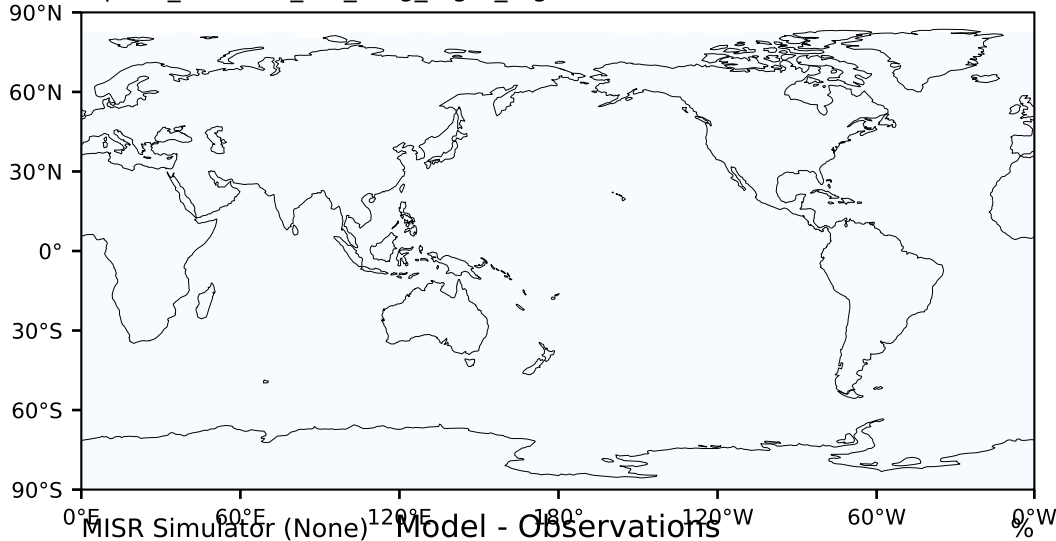 90°N
60°N
30°N
0°
30°S
60°S
90°S
0°E 60°E 120°E 180° 120°W 60°W 0°W
MISR Simulator (None) Model - Observations %